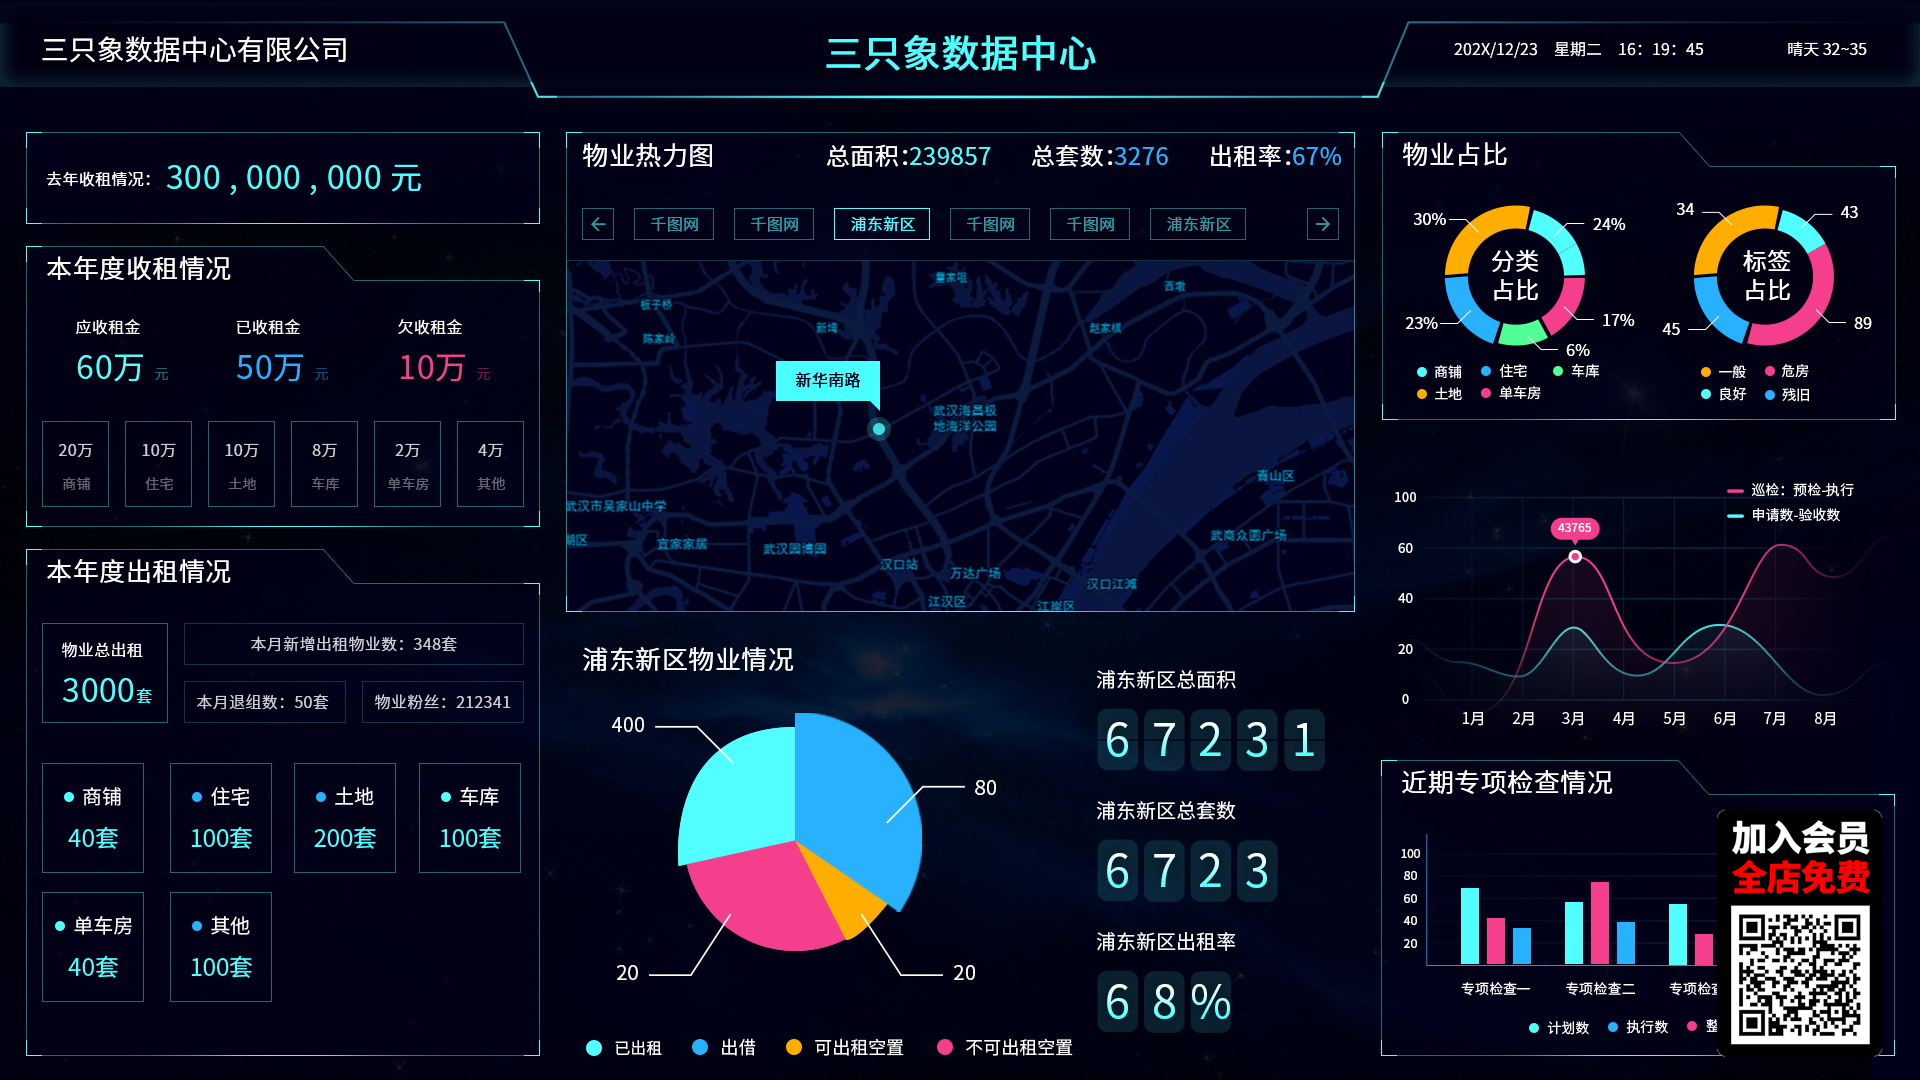 三只象数据中心有限公司
三只象数据中心
202X/12/23 星期二 16：19：45 晴天 32~35
去年收租情况： 300 , 000 , 000 元
本年度收租情况
应收租金 已收租金 欠收租金
60万 元 50万 元 10万 元
20万 10万 10万 8万 2万 4万
商铺 住宅 土地 车库 单车房 其他
本年度出租情况
物业总出租
3000套
本月新增出租物业数：348套
本月退组数：50套 物业粉丝：212341
商铺 住宅 土地 车库
40套 100套 200套 100套
单车房 其他
40套 100套
物业热力图 总面积:239857 总套数:3276 出租率:67%
千图网 千图网 浦东新区 千图网 千图网 浦东新区
童家咀
西墩
板子桥
新埤
赵家棋
陈家岭
新华南路
武汉海昌极
地海洋公园
青山区
武汉市吴家山中学
湖区
宜家家居
武汉园博园
武商众圆广场
汉口站
万达广场
汉口江滩
江汉区
江岸区
浦东新区物业情况
400
80
20
20
已出租 出借 可出租空置 不可出租空置
浦东新区总面积
6 7 2 3 1
浦东新区总套数
6 7 2 3
浦东新区出租率
6 8 %
物业占比
30% 24%
分类
占比
23% 17%
6%
商铺 住宅 车库
土地 单车房
34 43
标签
占比
45 89
一般 危房
良好 残旧
巡检：预检-执行
申请数-验收数
43765
100
60
40
20
0
1月 2月 3月 4月 5月 6月 7月 8月
近期专项检查情况
100
80
60
40
20
专项检查一 专项检查二 专项检
计划数 执行数 整
加入会员
全店免费